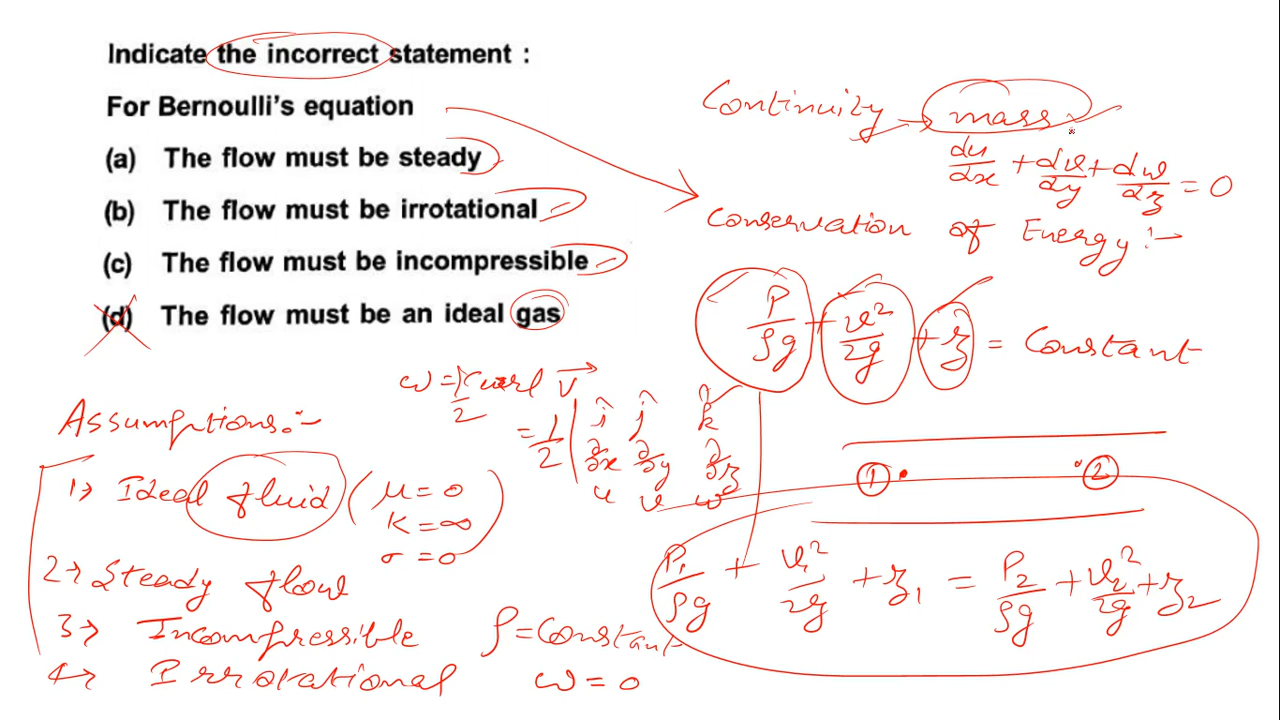 Indicate the incorrect statement :
For Bernoulli's equation
(a) The flow must be steady
(b) The flow must be irrotational
(c) The flow must be incompressible
(d) The flow must be an ideal gas
Continuity → mass
du/dx + dv/dy + dw/dz = 0
Conservation of Energy :-
P/ρg + v²/2g + z = Constant
ω = 1/2 curl V⃗
= 1/2 | î ĵ k̂
∂/∂x ∂/∂y ∂/∂z
u v w
Assumptions :-
1) Ideal fluid ( μ = 0
K = ∞
σ = 0 )
2) Steady flow
3) Incompressible ρ = Constant
4) Irrotational ω = 0
① ②
P₁/ρg + v₁²/2g + z₁ = P₂/ρg + v₂²/2g + z₂